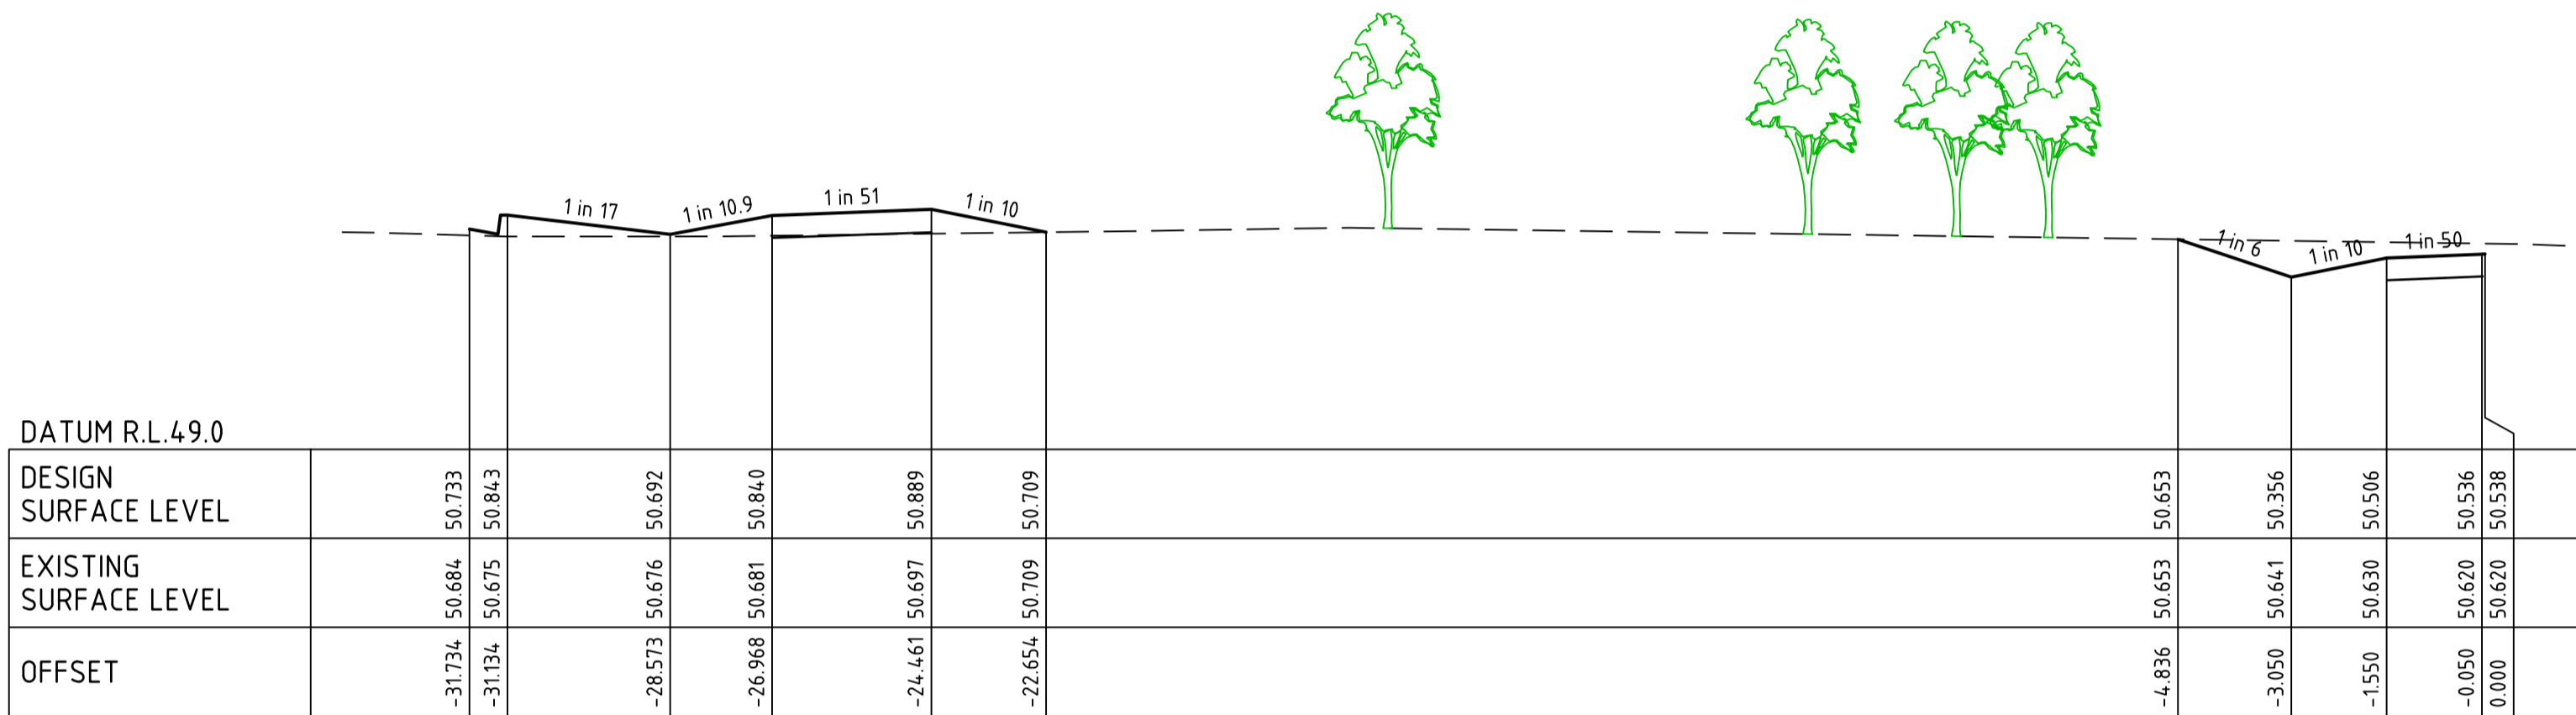 1 in 17
1 in 10.9
1 in 51
1 in 10
1 in 6
1 in 10
1 in 50
DATUM R.L.49.0
DESIGN
SURFACE LEVEL
50.733
50.843
50.692
50.840
50.889
50.709
50.653
50.356
50.506
50.536
50.538
EXISTING
SURFACE LEVEL
50.684
50.675
50.676
50.681
50.697
50.709
50.653
50.641
50.630
50.620
50.620
OFFSET
-31.734
-31.134
-28.573
-26.968
-24.461
-22.654
-4.836
-3.050
-1.550
-0.050
0.000